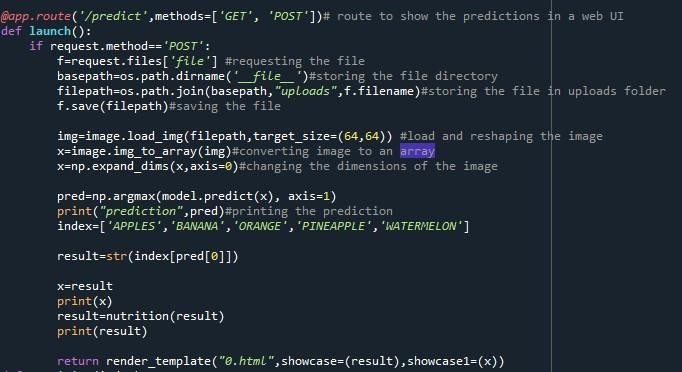 @app.route('/predict',methods=['GET', 'POST'])# route to show the predictions in a web UI
def launch():
    if request.method=='POST':
        f=request.files['file'] #requesting the file
        basepath=os.path.dirname('__file__')#storing the file directory
        filepath=os.path.join(basepath,"uploads",f.filename)#storing the file in uploads folder
        f.save(filepath)#saving the file

        img=image.load_img(filepath,target_size=(64,64)) #load and reshaping the image
        x=image.img_to_array(img)#converting image to an array
        x=np.expand_dims(x,axis=0)#changing the dimensions of the image

        pred=np.argmax(model.predict(x), axis=1)
        print("prediction",pred)#printing the prediction
        index=['APPLES','BANANA','ORANGE','PINEAPPLE','WATERMELON']

        result=str(index[pred[0]])

        x=result
        print(x)
        result=nutrition(result)
        print(result)

        return render_template("0.html",showcase=(result),showcase1=(x))